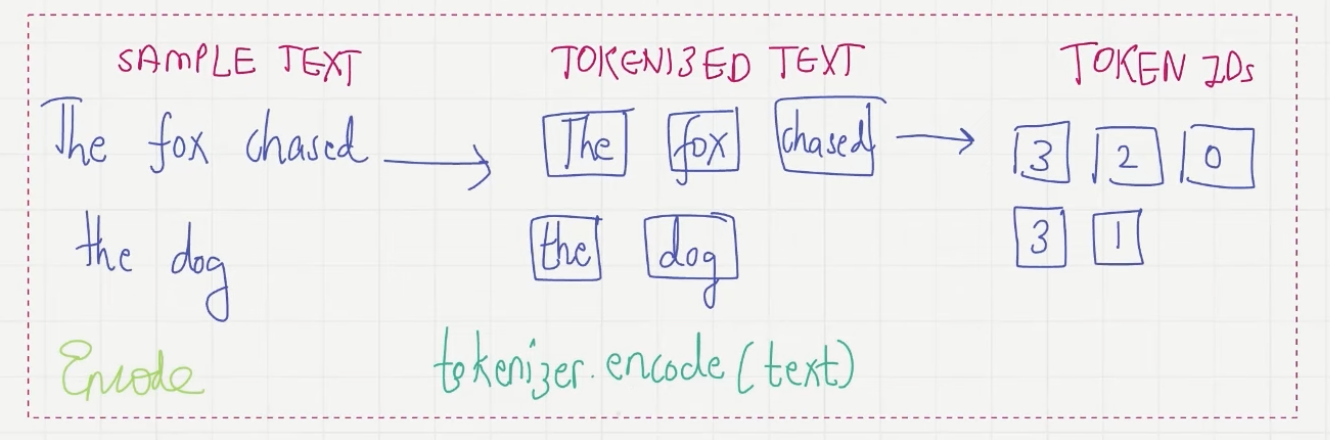 SAMPLE TEXT TOKENIZED TEXT TOKEN IDs
The fox chased The fox chased 3 2 0
the dog the dog 3 1
Encode tokenizer.encode(text)